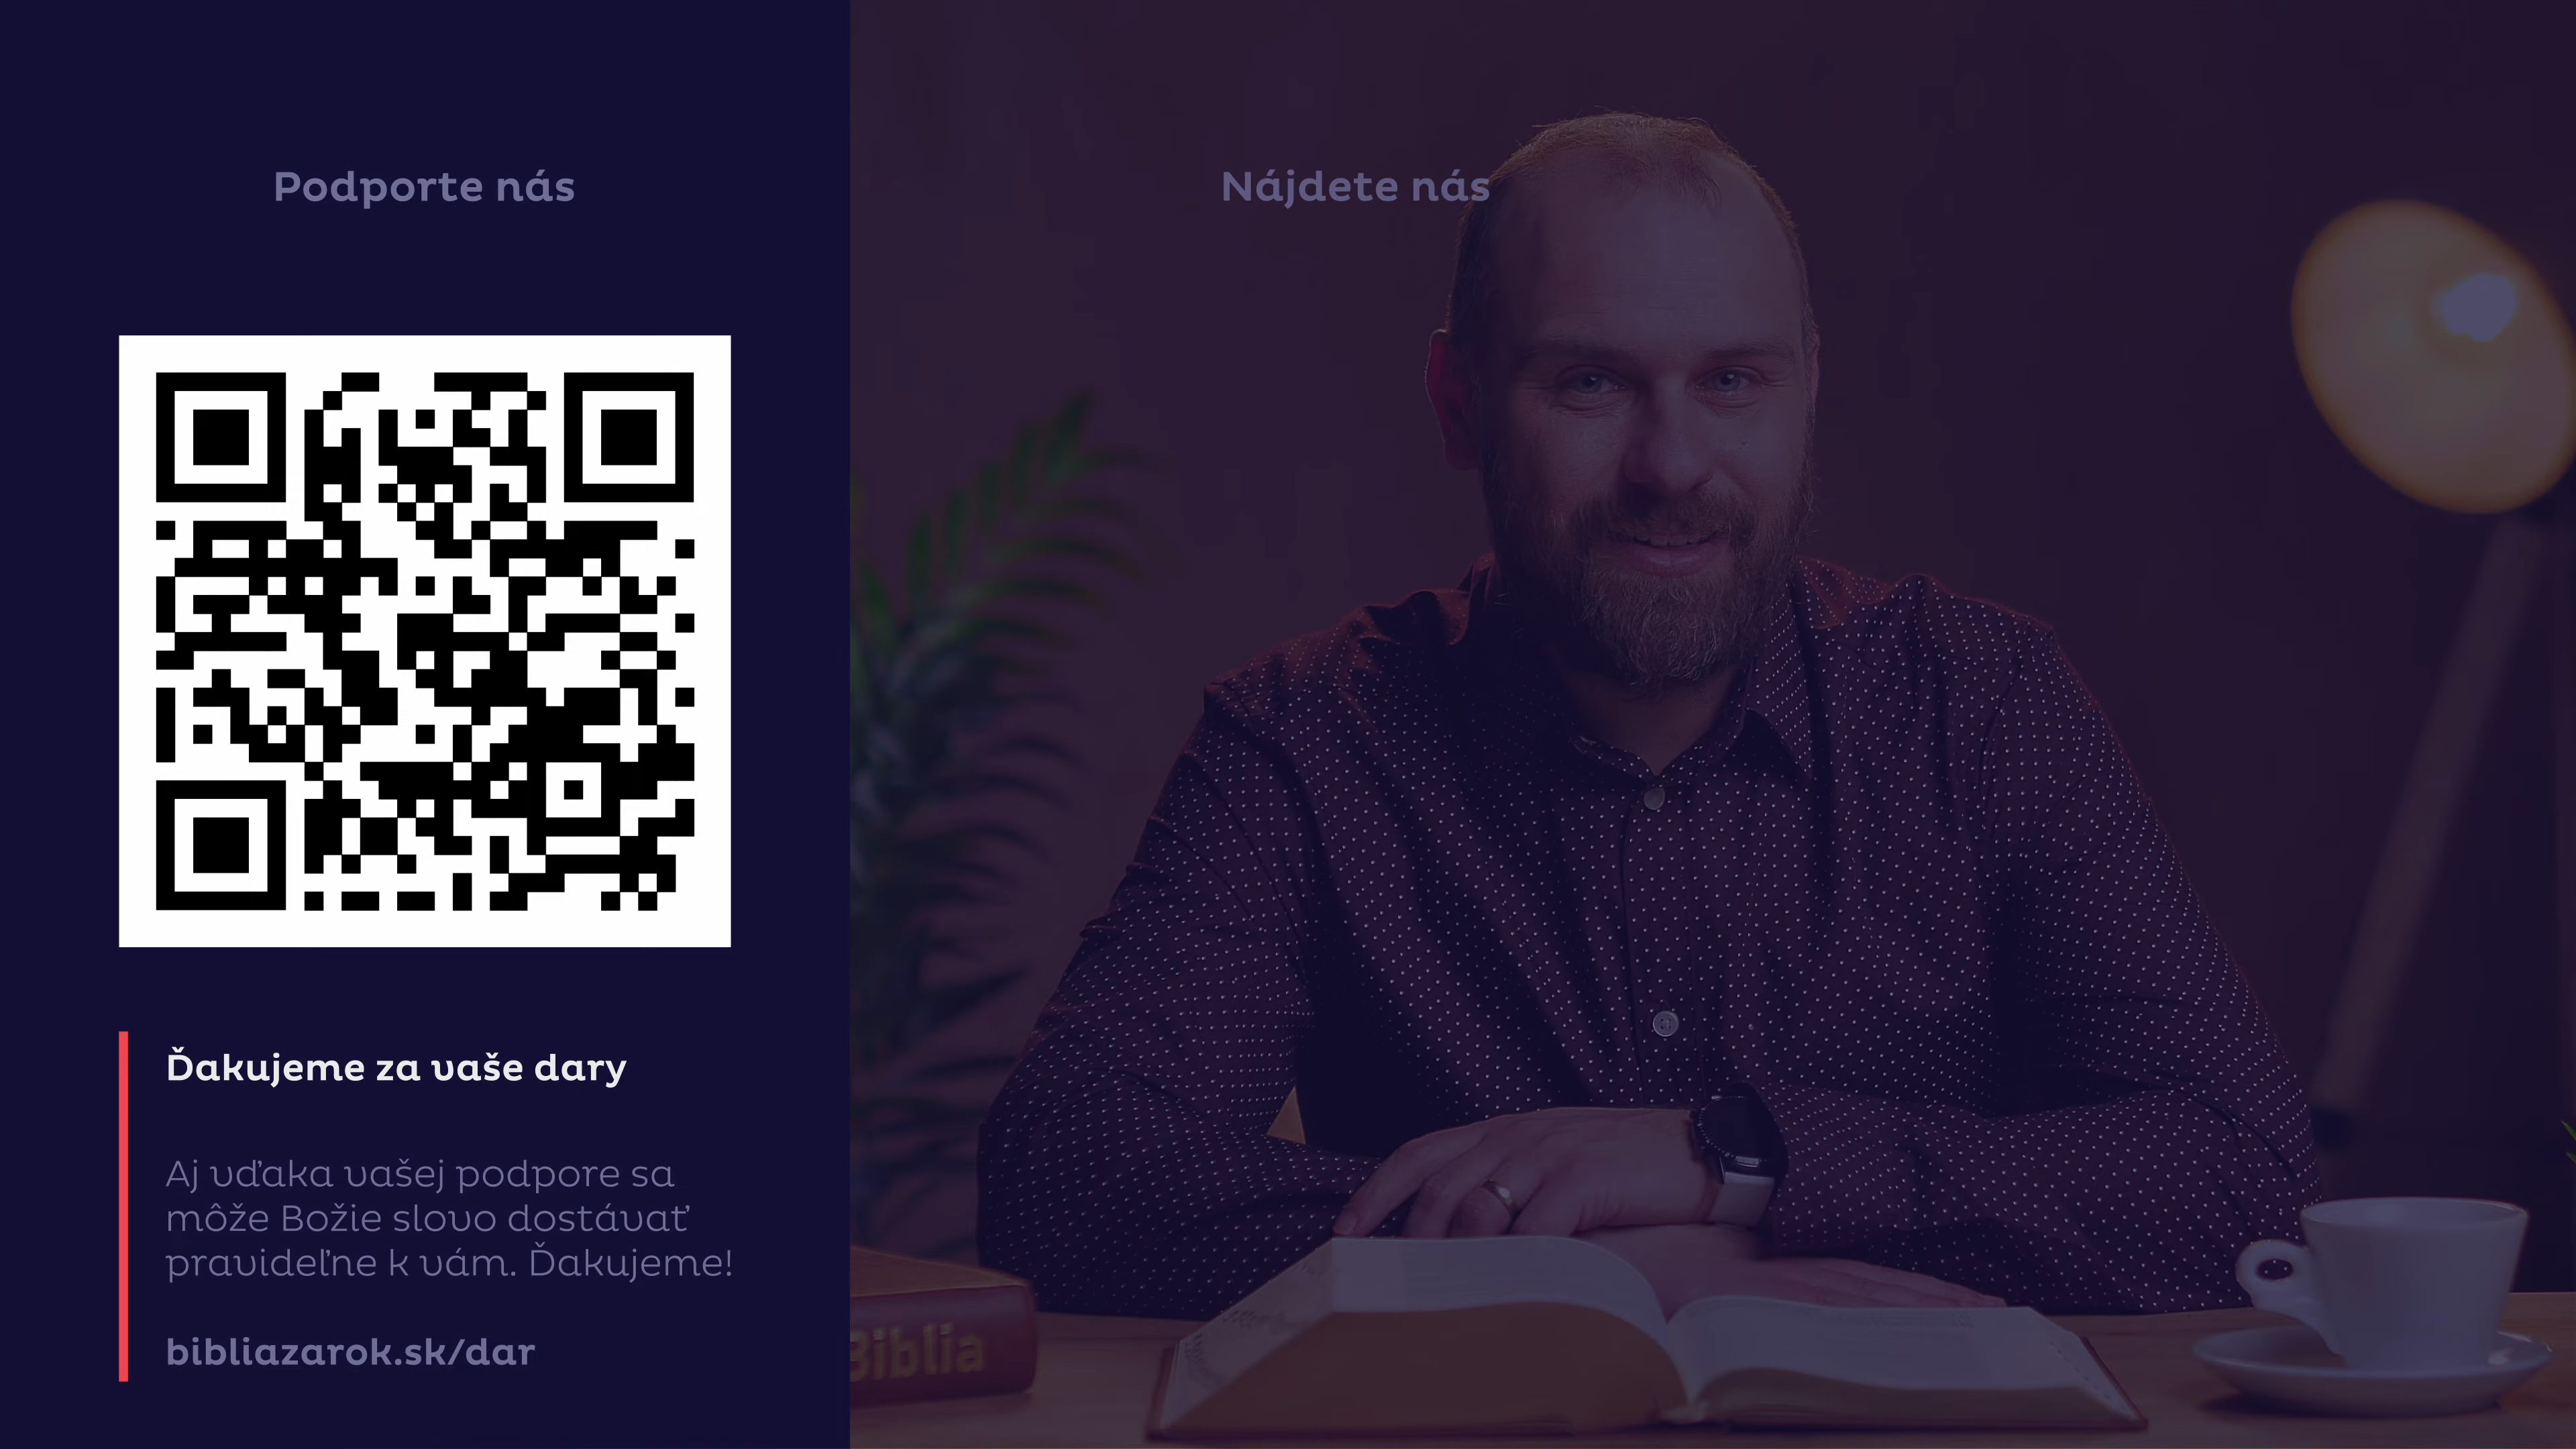 Podporte nás
Ďakujeme za vaše dary
Aj vďaka vašej podpore sa
môže Božie slovo dostávať
pravideľne k vám. Ďakujeme!
bibliazarok.sk/dar
Nájdete nás
Biblia